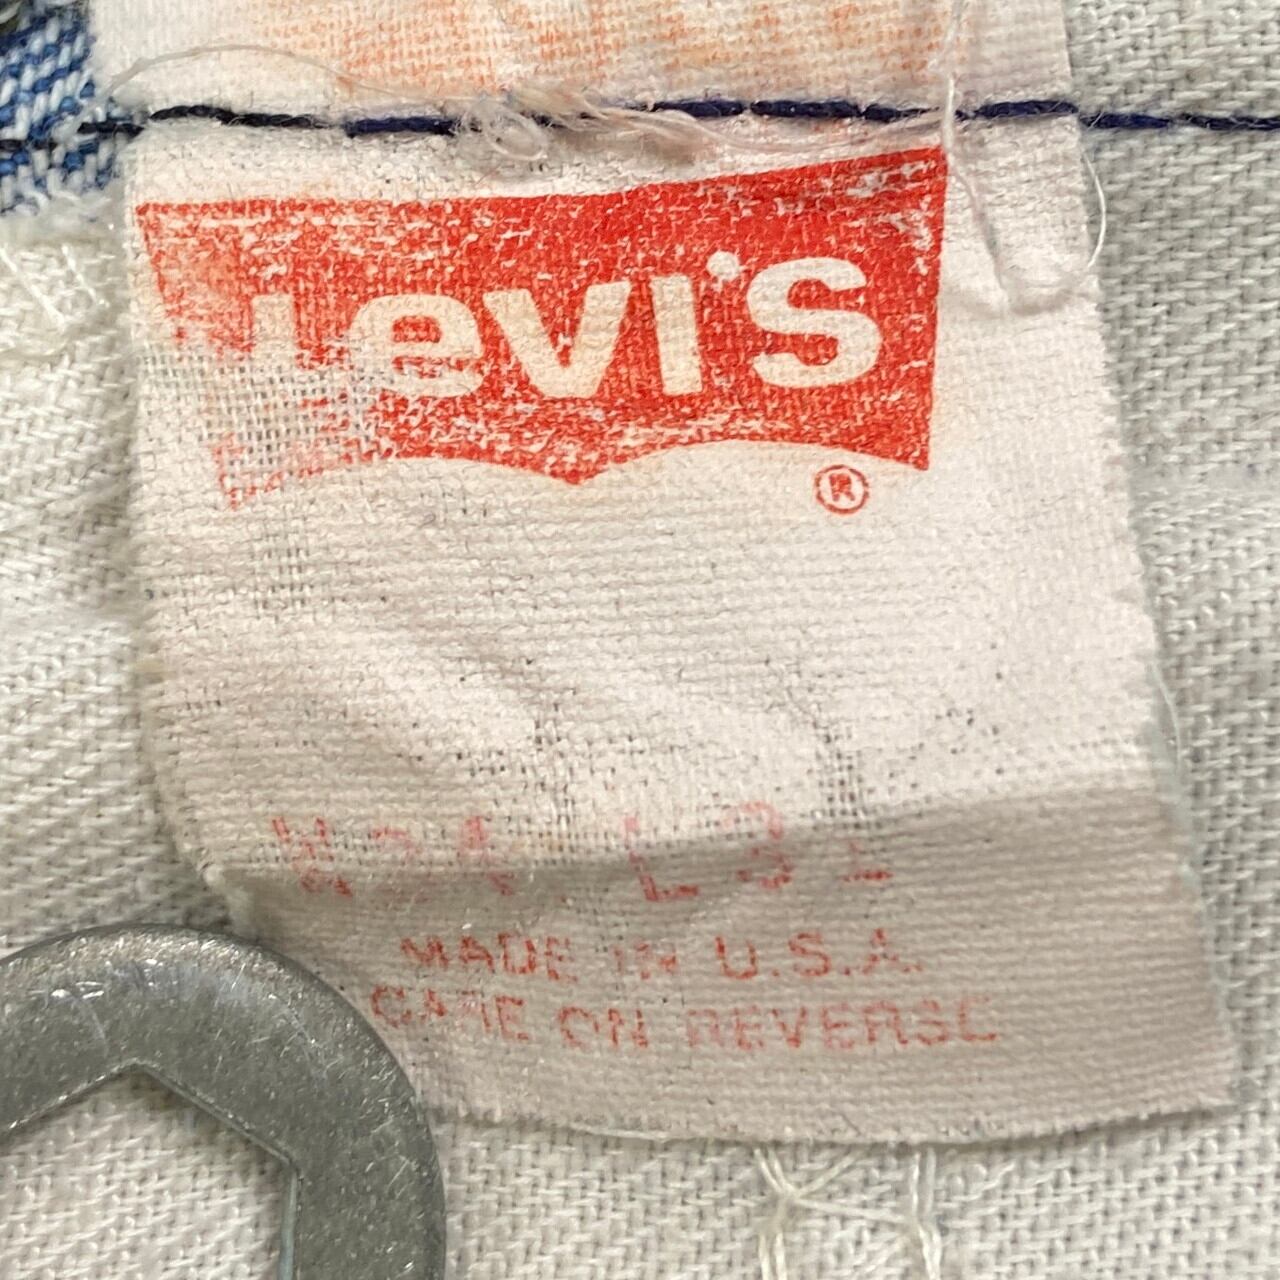 Levi's
®
W34 L31
MADE IN U.S.A.
CARE ON REVERSE